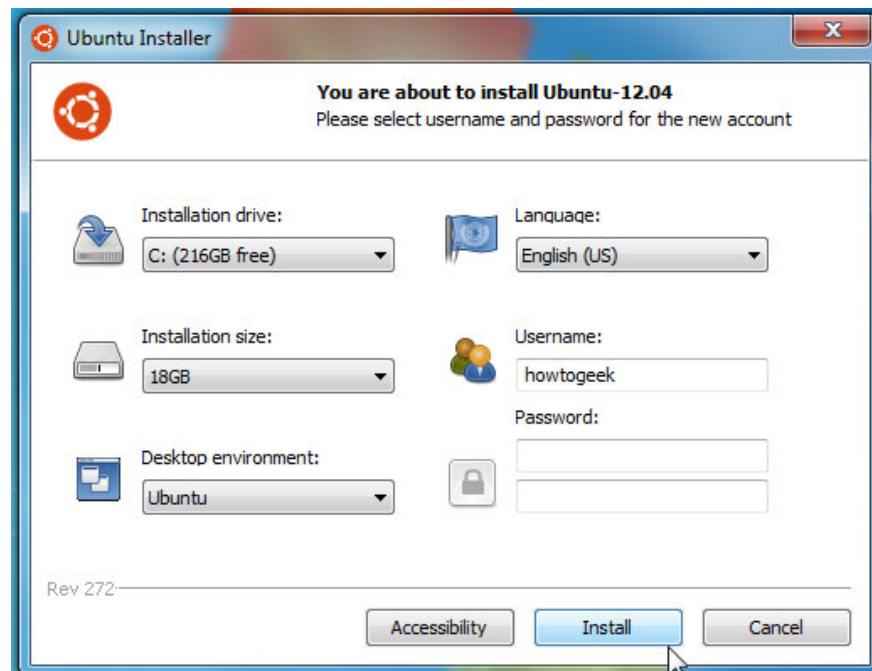 Ubuntu Installer
You are about to install Ubuntu-12.04
Please select username and password for the new account
Installation drive:
C: (216GB free)
Language:
English (US)
Installation size:
18GB
Username:
howtogeek
Password:
Desktop environment:
Ubuntu
Rev 272
Accessibility
Install
Cancel